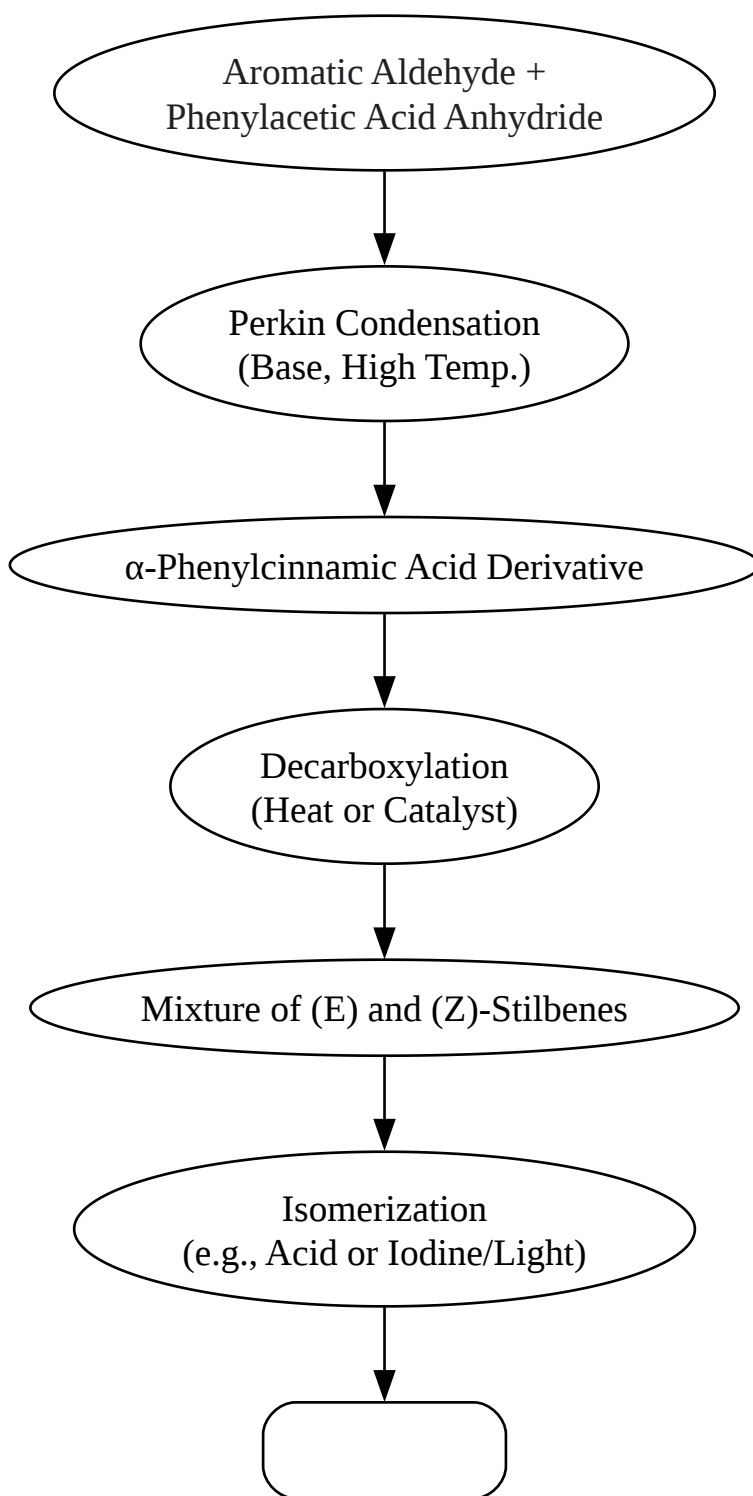 Aromatic Aldehyde +
Phenylacetic Acid Anhydride
Perkin Condensation
(Base, High Temp.)
α-Phenylcinnamic Acid Derivative
Decarboxylation
(Heat or Catalyst)
Mixture of (E) and (Z)-Stilbenes
Isomerization
(e.g., Acid or Iodine/Light)